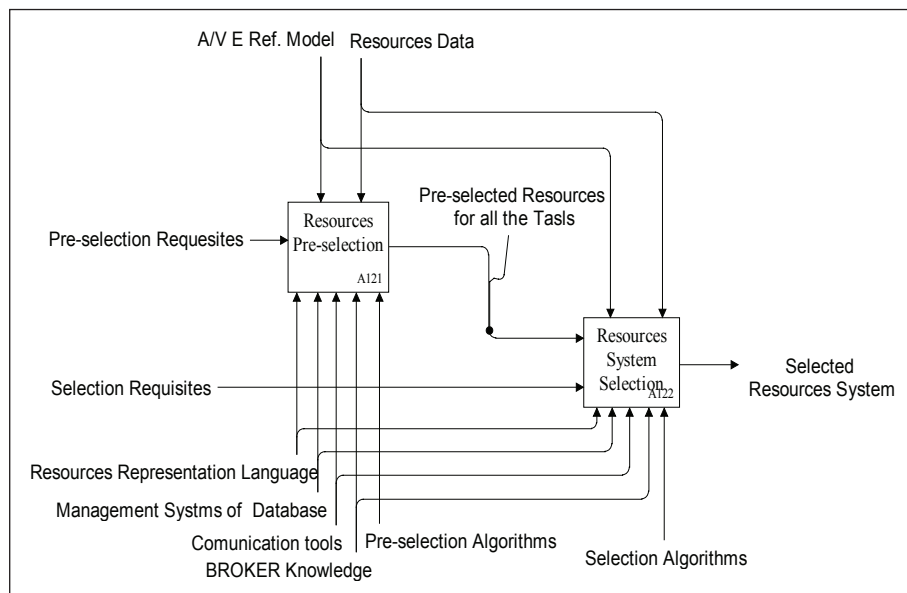 A/V E Ref. Model
Resources Data
Pre-selected Resources
for all the Tasls
Resources
Pre-selection
A121
Pre-selection Requesites
Resources
System
Selection
A122
Selected
Resources System
Selection Requisites
Resources Representation Language
Management Systms of Database
Comunication tools
Pre-selection Algorithms
BROKER Knowledge
Selection Algorithms